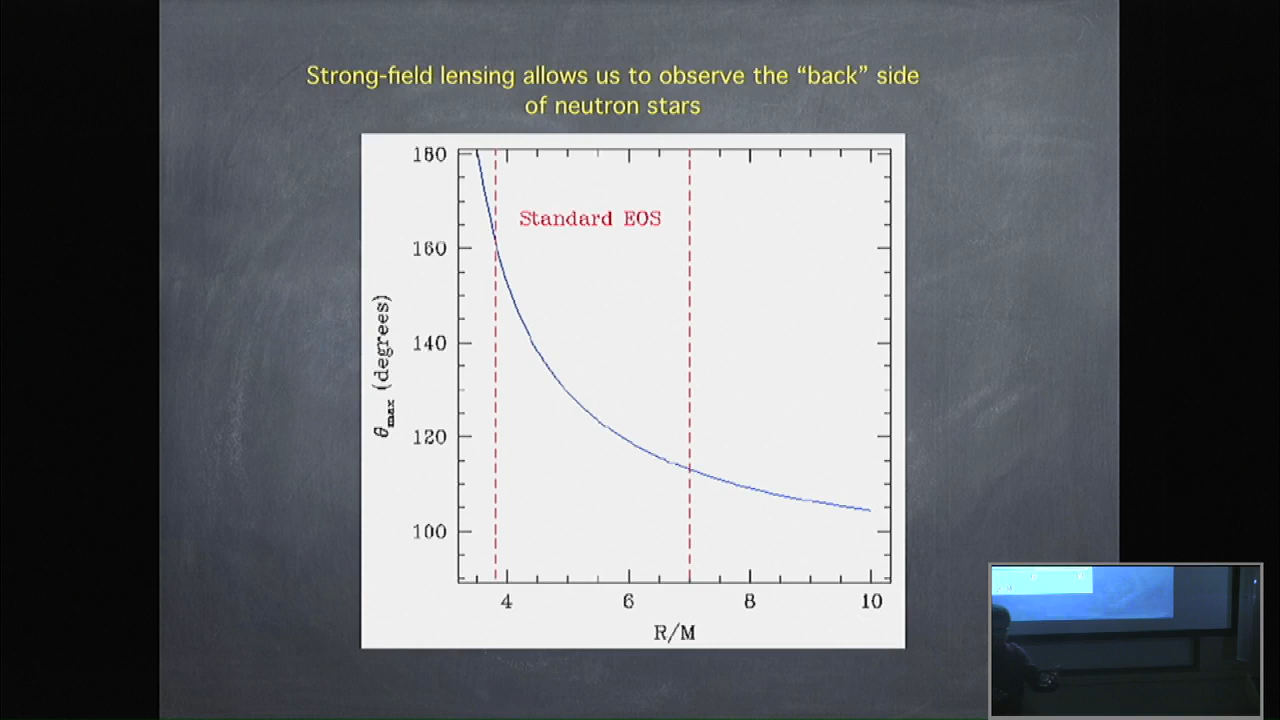 Strong-field lensing allows us to observe the “back” side
of neutron stars
180
160
140
120
100
θmax (degrees)
Standard EOS
4 6 8 10
R/M